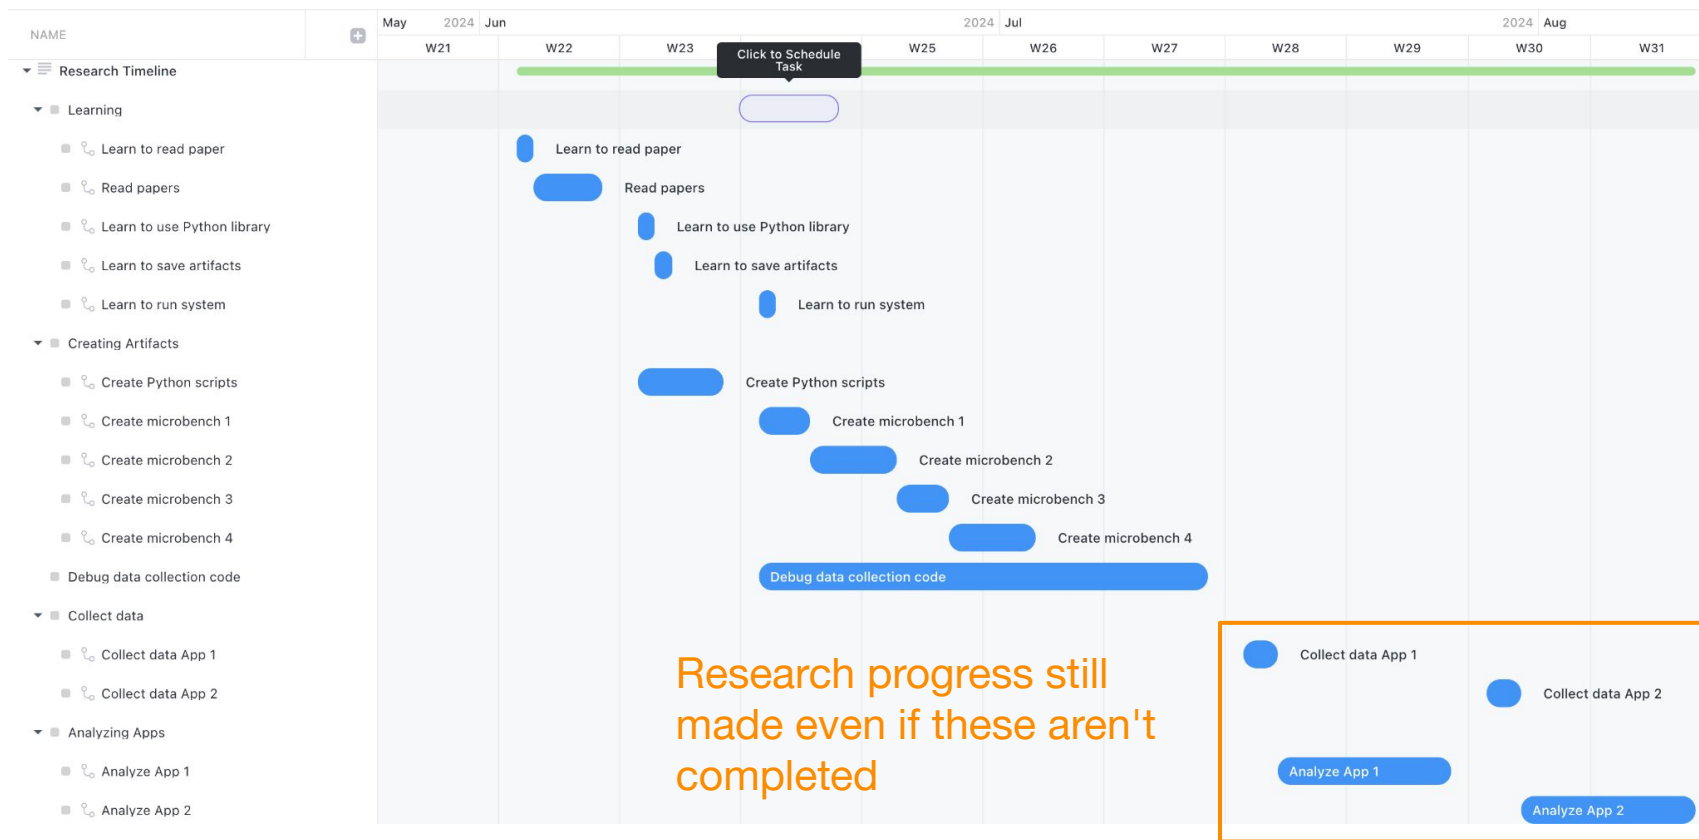 May 2024 Jun 2024 Jul 2024 Aug
NAME
W21 W22 W23 W25 W26 W27 W28 W29 W30 W31
Click to Schedule
Task
Research Timeline
Learning
Learn to read paper Learn to read paper
Read papers Read papers
Learn to use Python library Learn to use Python library
Learn to save artifacts Learn to save artifacts
Learn to run system Learn to run system
Creating Artifacts
Create Python scripts Create Python scripts
Create microbench 1 Create microbench 1
Create microbench 2 Create microbench 2
Create microbench 3 Create microbench 3
Create microbench 4 Create microbench 4
Debug data collection code Debug data collection code
Collect data
Collect data App 1 Collect data App 1
Collect data App 2 Collect data App 2
Analyzing Apps
Analyze App 1 Analyze App 1
Analyze App 2 Analyze App 2
Research progress still
made even if these aren't
completed